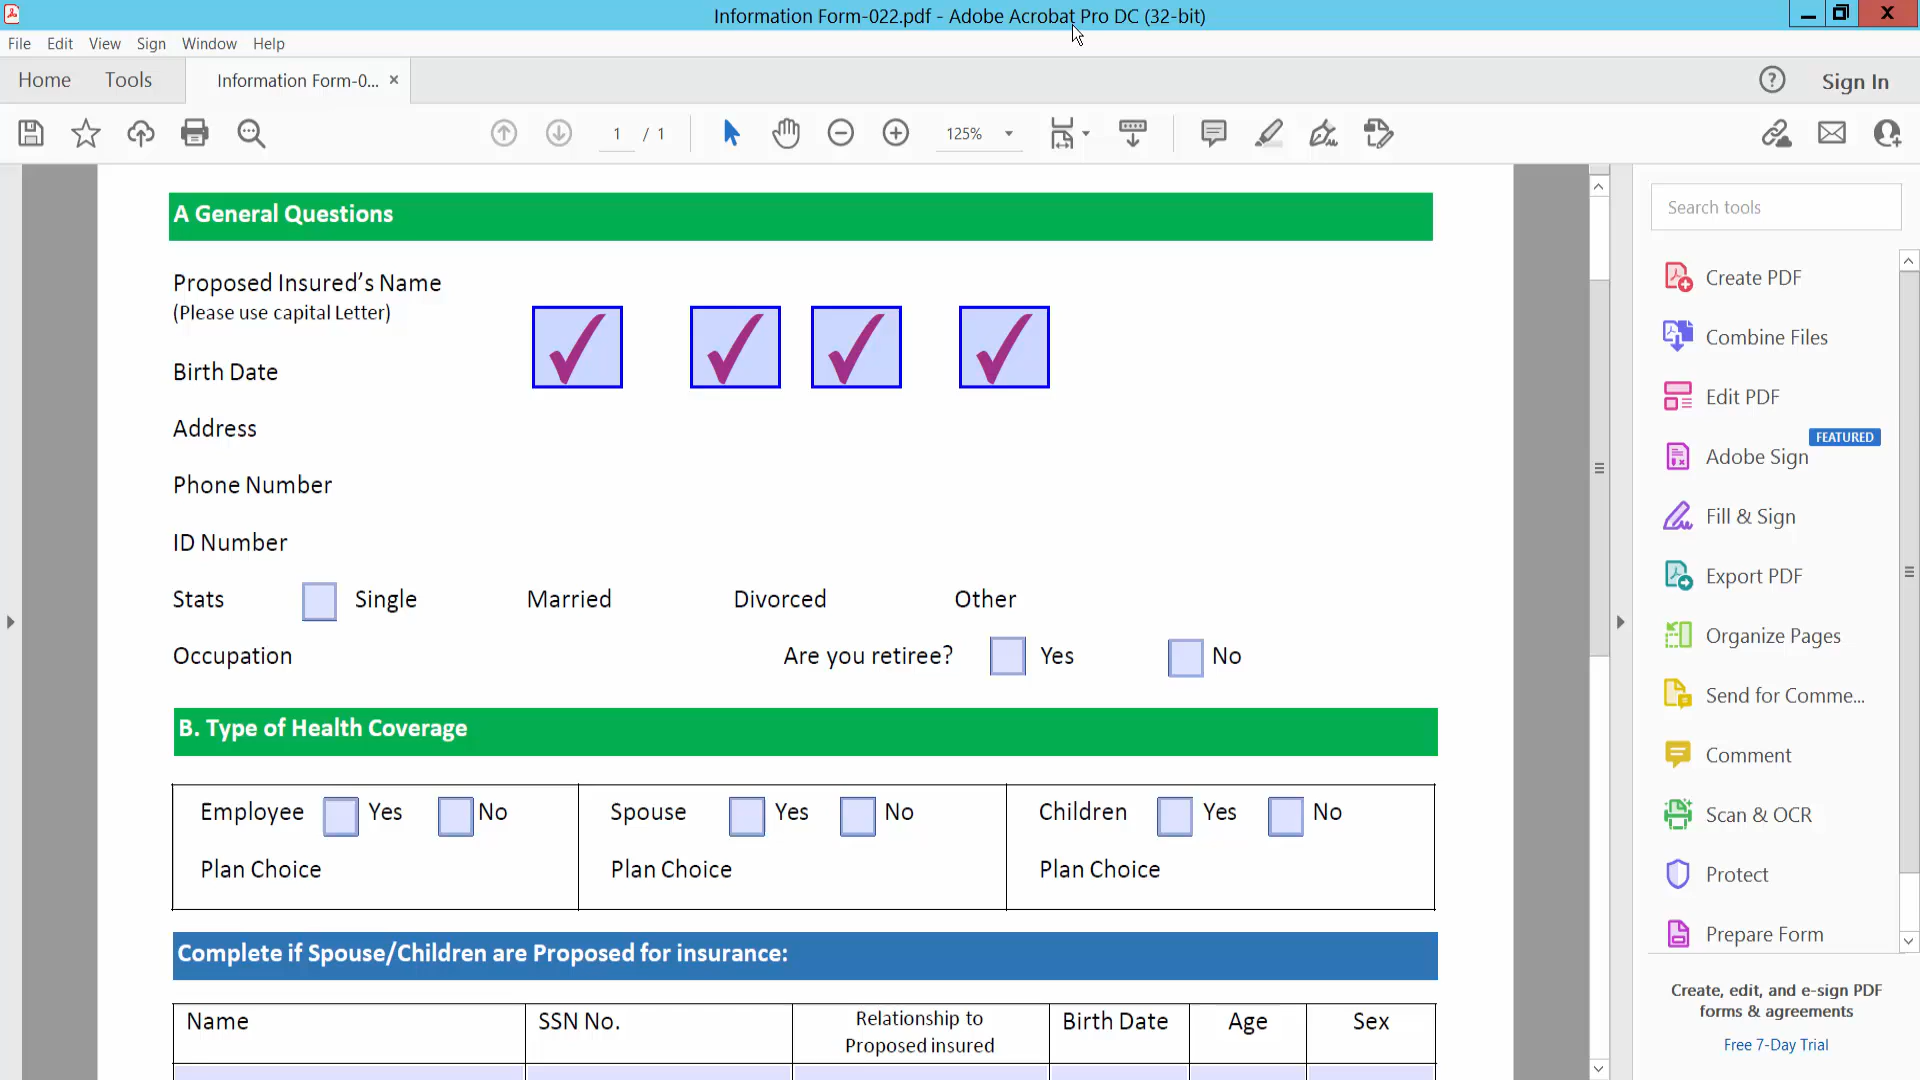 Information Form-022.pdf - Adobe Acrobat Pro DC (32-bit)
File Edit View Sign Window Help
Home Tools Information Form-0... × Sign In
1 / 1 125%
A General Questions
Proposed Insured's Name
(Please use capital Letter)
Birth Date
Address
Phone Number
ID Number
Stats Single Married Divorced Other
Occupation Are you retiree? Yes No
B. Type of Health Coverage
Employee Yes No Spouse Yes No Children Yes No
Plan Choice Plan Choice Plan Choice
Complete if Spouse/Children are Proposed for insurance:
Name SSN No. Relationship to Proposed insured Birth Date Age Sex
Search tools
Create PDF
Combine Files
Edit PDF
FEATURED
Adobe Sign
Fill & Sign
Export PDF
Organize Pages
Send for Comme...
Comment
Scan & OCR
Protect
Prepare Form
Create, edit, and e-sign PDF
forms & agreements
Free 7-Day Trial